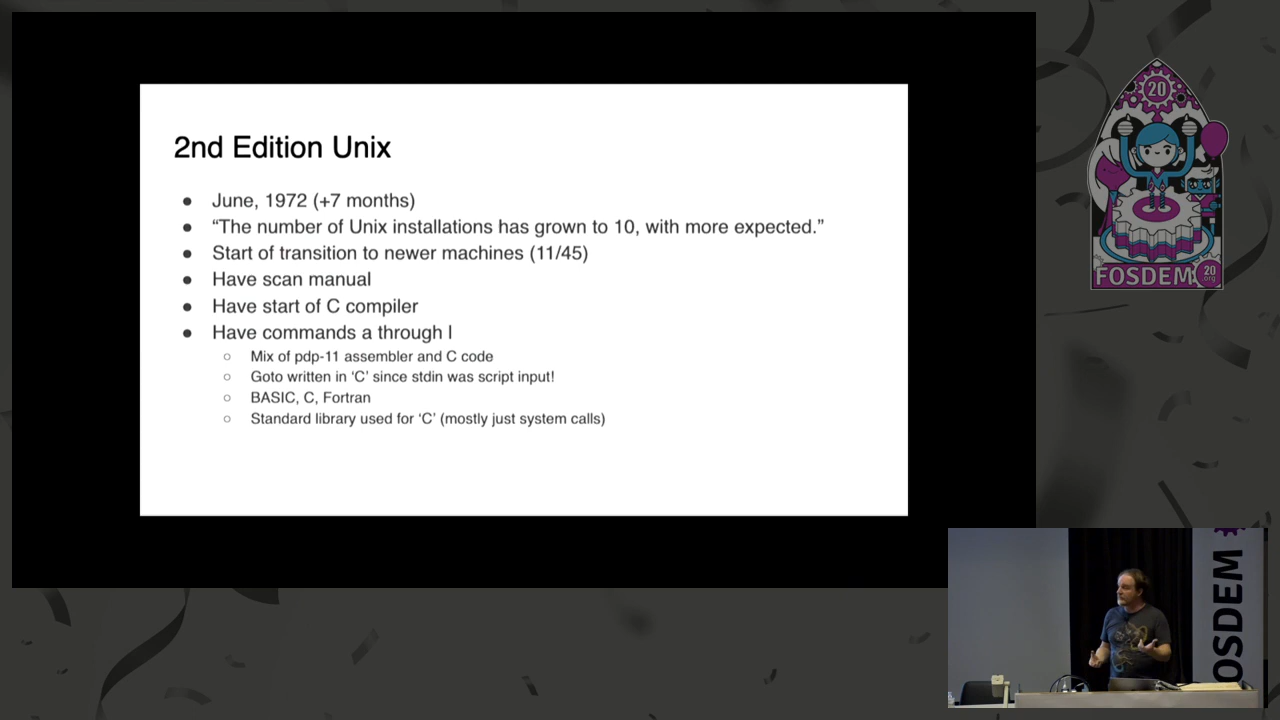 2nd Edition Unix
● June, 1972 (+7 months)
● “The number of Unix installations has grown to 10, with more expected.”
● Start of transition to newer machines (11/45)
● Have scan manual
● Have start of C compiler
● Have commands a through l
○ Mix of pdp-11 assembler and C code
○ Goto written in ‘C’ since stdin was script input!
○ BASIC, C, Fortran
○ Standard library used for ‘C’ (mostly just system calls)
20
FOSDEM
20
.org
OSDEM